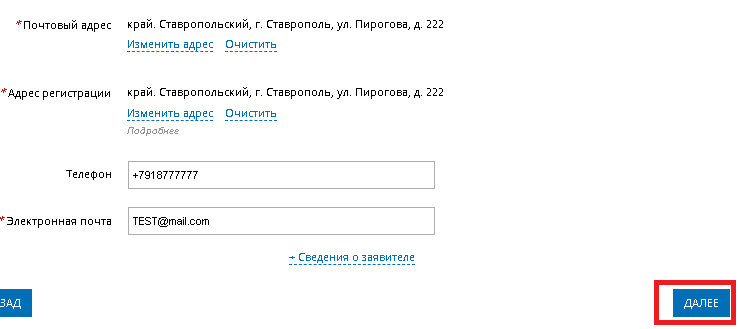 *Почтовый адрес край. Ставропольский, г. Ставрополь, ул. Пирогова, д. 222
Изменить адрес Очистить
*Адрес регистрации край. Ставропольский, г. Ставрополь, ул. Пирогова, д. 222
Изменить адрес Очистить
Подробнее
Телефон +7918777777
*Электронная почта TEST@mail.com
+ Сведения о заявителе
ЗАД ДАЛЕЕ